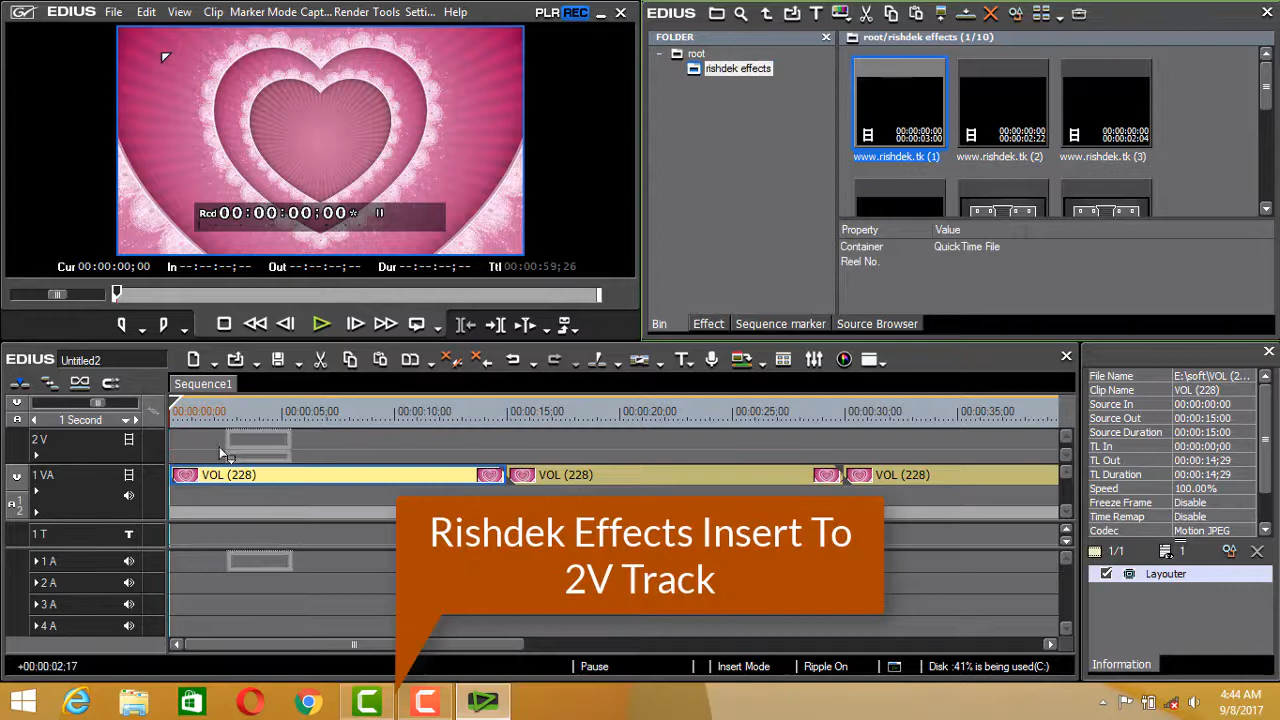 EDIUS File Edit View Clip Marker Mode Capt... Render Tools Setti... Help PLR REC
Rcd 00:00:00;00 * II
Cur 00:00:00;00 In --:--:--;-- Out --:--:--;-- Dur --:--:--;-- Ttl 00:00:59;26
EDIUS
FOLDER
root
rishdek effects
root/rishdek effects (1/10)
00:00:00:00
00:00:03:00
00:00:00:00
00:00:02:22
00:00:00:00
00:00:02:04
www.rishdek.tk (1) www.rishdek.tk (2) www.rishdek.tk (3)
Property Value
Container QuickTime File
Reel No.
Bin Effect Sequence marker Source Browser
EDIUS Untitled2
Sequence1
1 Second
00:00:00;00 00:00:05;00 00:00:10;00 00:00:15;00 00:00:20;00 00:00:25;00 00:00:30;00 00:00:35;00
2 V
1 VA VOL (228) VOL (228) VOL (228)
1
2
1 T T
1 A
2 A
3 A
4 A
Rishdek Effects Insert To
2V Track
File Name E:\soft\VOL (2...
Clip Name VOL (228)
Source In 00:00:00:00
Source Out 00:00:15:00
Source Duration 00:00:15:00
TL In 00:00:00;00
TL Out 00:00:14;29
TL Duration 00:00:14;29
Speed 100.00%
Freeze Frame Disable
Time Remap Disable
Codec Motion JPEG
1/1 1
Layouter
Information
+00:00:02;17 Pause Insert Mode Ripple On Disk :41% is being used(C:)
4:44 AM
9/8/2017